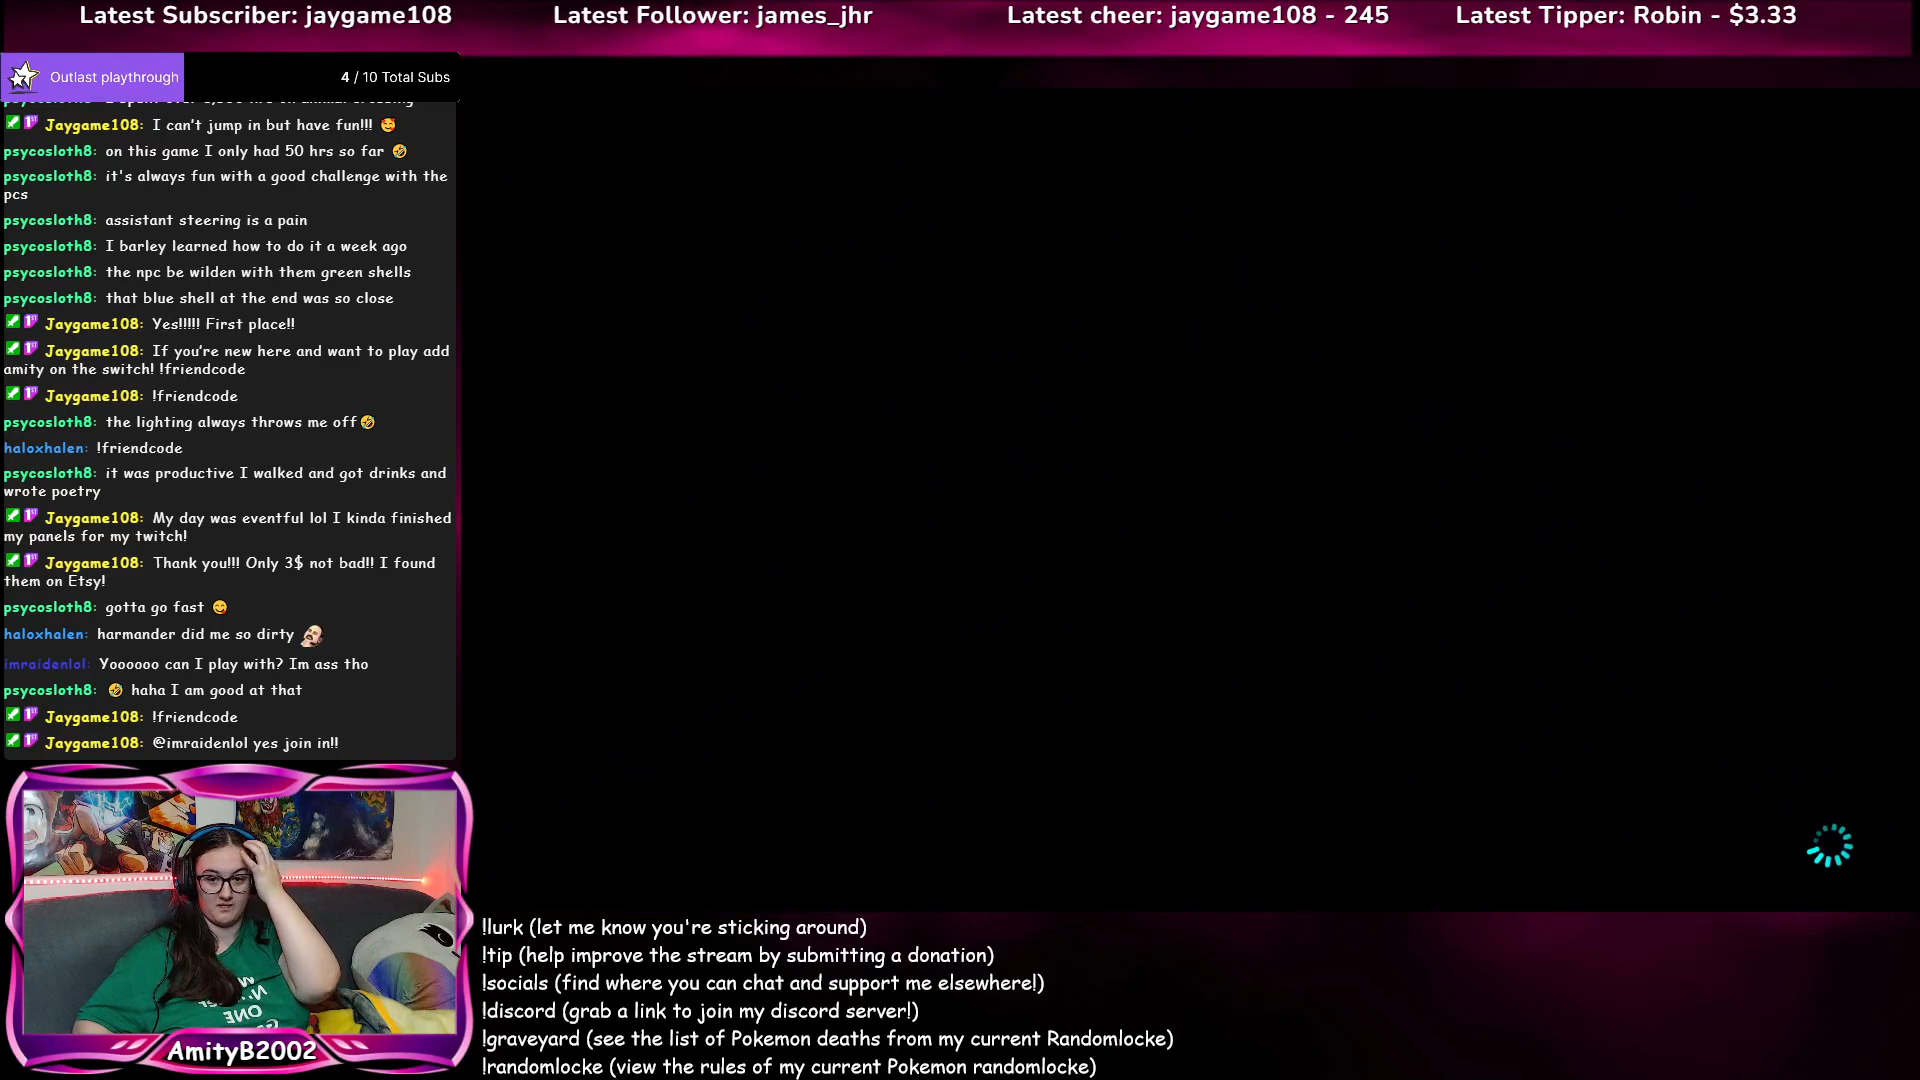 Latest Subscriber: jaygame108 Latest Follower: james_jhr Latest cheer: jaygame108 - 245 Latest Tipper: Robin - $3.33
Outlast playthrough 4 / 10 Total Subs
Jaygame108: I can't jump in but have fun!!! 🥰
psycosloth8: on this game I only had 50 hrs so far 🤣
psycosloth8: it's always fun with a good challenge with the
pcs
psycosloth8: assistant steering is a pain
psycosloth8: I barley learned how to do it a week ago
psycosloth8: the npc be wilden with them green shells
psycosloth8: that blue shell at the end was so close
Jaygame108: Yes!!!!! First place!!
Jaygame108: If you're new here and want to play add
amity on the switch! !friendcode
Jaygame108: !friendcode
psycosloth8: the lighting always throws me off🤣
haloxhalen: !friendcode
psycosloth8: it was productive I walked and got drinks and
wrote poetry
Jaygame108: My day was eventful lol I kinda finished
my panels for my twitch!
Jaygame108: Thank you!!! Only 3$ not bad!! I found
them on Etsy!
psycosloth8: gotta go fast 😋
haloxhalen: harmander did me so dirty
imraidenlol: Yoooooo can I play with? Im ass tho
psycosloth8: 🤣 haha I am good at that
Jaygame108: !friendcode
Jaygame108: @imraidenlol yes join in!!
AmityB2002
!lurk (let me know you're sticking around)
!tip (help improve the stream by submitting a donation)
!socials (find where you can chat and support me elsewhere!)
!discord (grab a link to join my discord server!)
!graveyard (see the list of Pokemon deaths from my current Randomlocke)
!randomlocke (view the rules of my current Pokemon randomlocke)